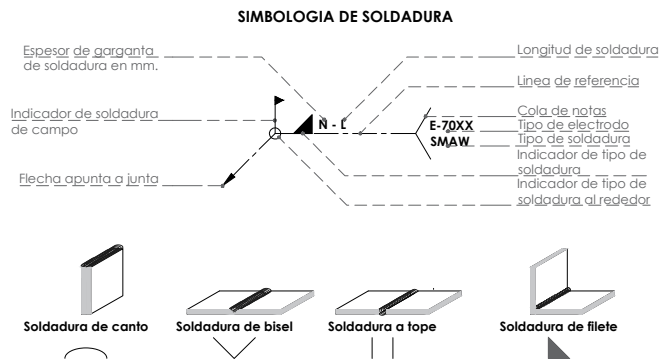 SIMBOLOGIA DE SOLDADURA
Espesor de garganta
de soldadura en mm.
Longitud de soldadura
Linea de referencia
Indicador de soldadura
de campo
N - L
Cola de notas
E-70XX
Tipo de electrodo
SMAW
Tipo de soldadura
Indicador de tipo de
soldadura
Flecha apunta a junta
Indicador de tipo de
soldadura al rededor
Soldadura de canto
Soldadura de bisel
Soldadura a tope
Soldadura de filete